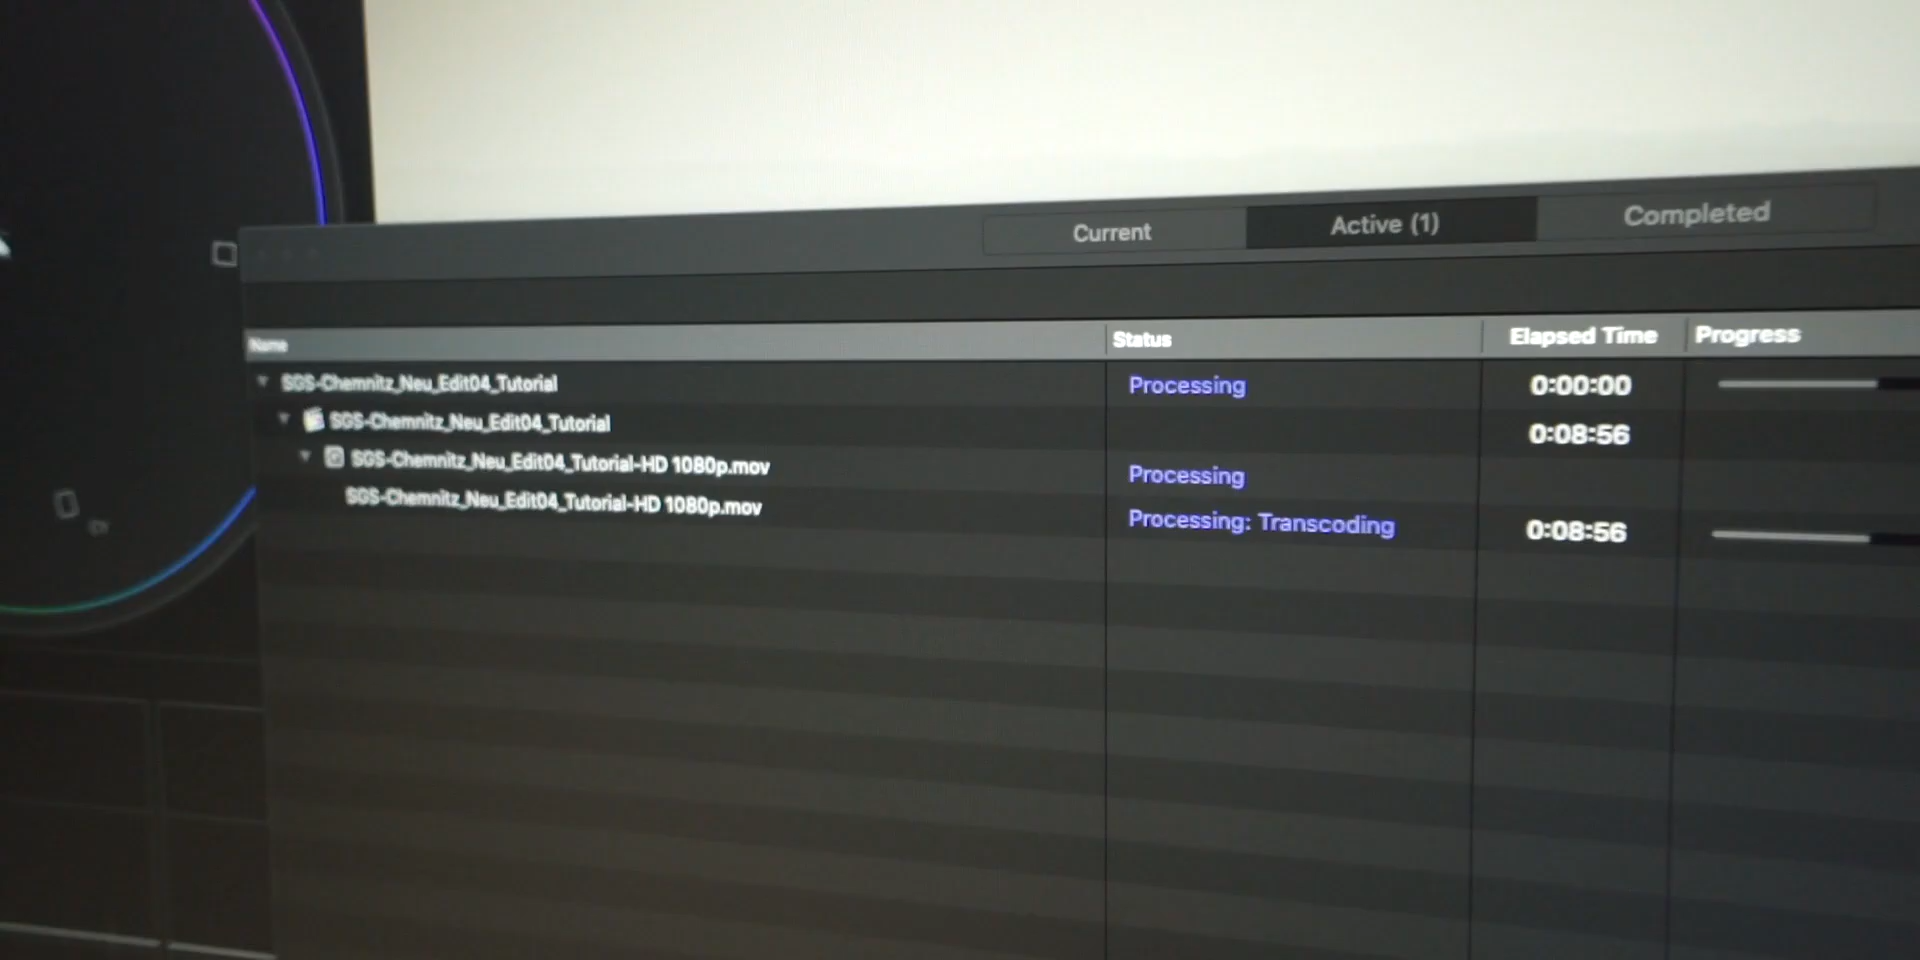 Current Active (1) Completed
Name Status Elapsed Time Progress
SGS-Chemnitz_Neu_Edit04_Tutorial Processing 0:00:00
SGS-Chemnitz_Neu_Edit04_Tutorial 0:08:56
SGS-Chemnitz_Neu_Edit04_Tutorial-HD 1080p.mov Processing
SGS-Chemnitz_Neu_Edit04_Tutorial-HD 1080p.mov Processing: Transcoding 0:08:56